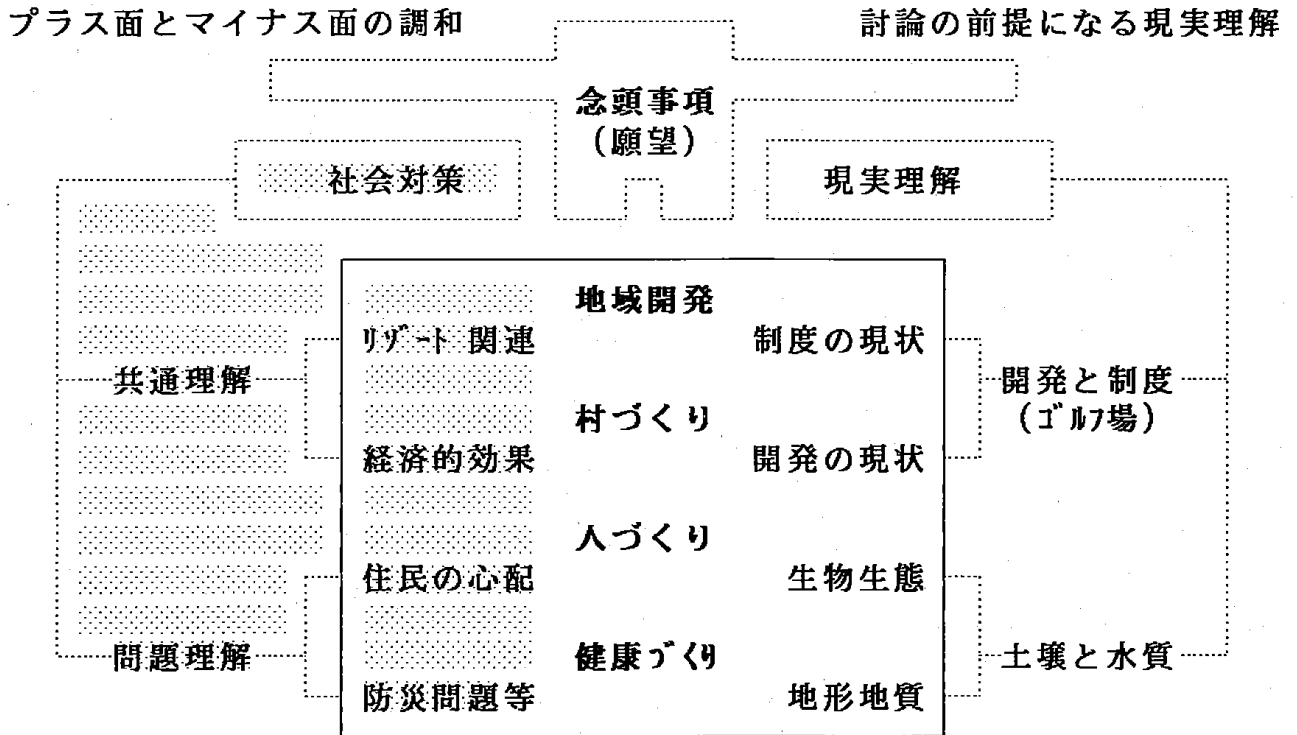 プラス面とマイナス面の調和
討論の前提になる現実理解
念頭事項
(願望)
社会対策
現実理解
地域開発
ﾘｿﾞｰﾄ 関連
制度の現状
共通理解
開発と制度
(ｺﾞﾙﾌ場)
村づくり
経済的効果
開発の現状
人づくり
住民の心配
生物生態
問題理解
健康づくり
土壌と水質
防災問題等
地形地質